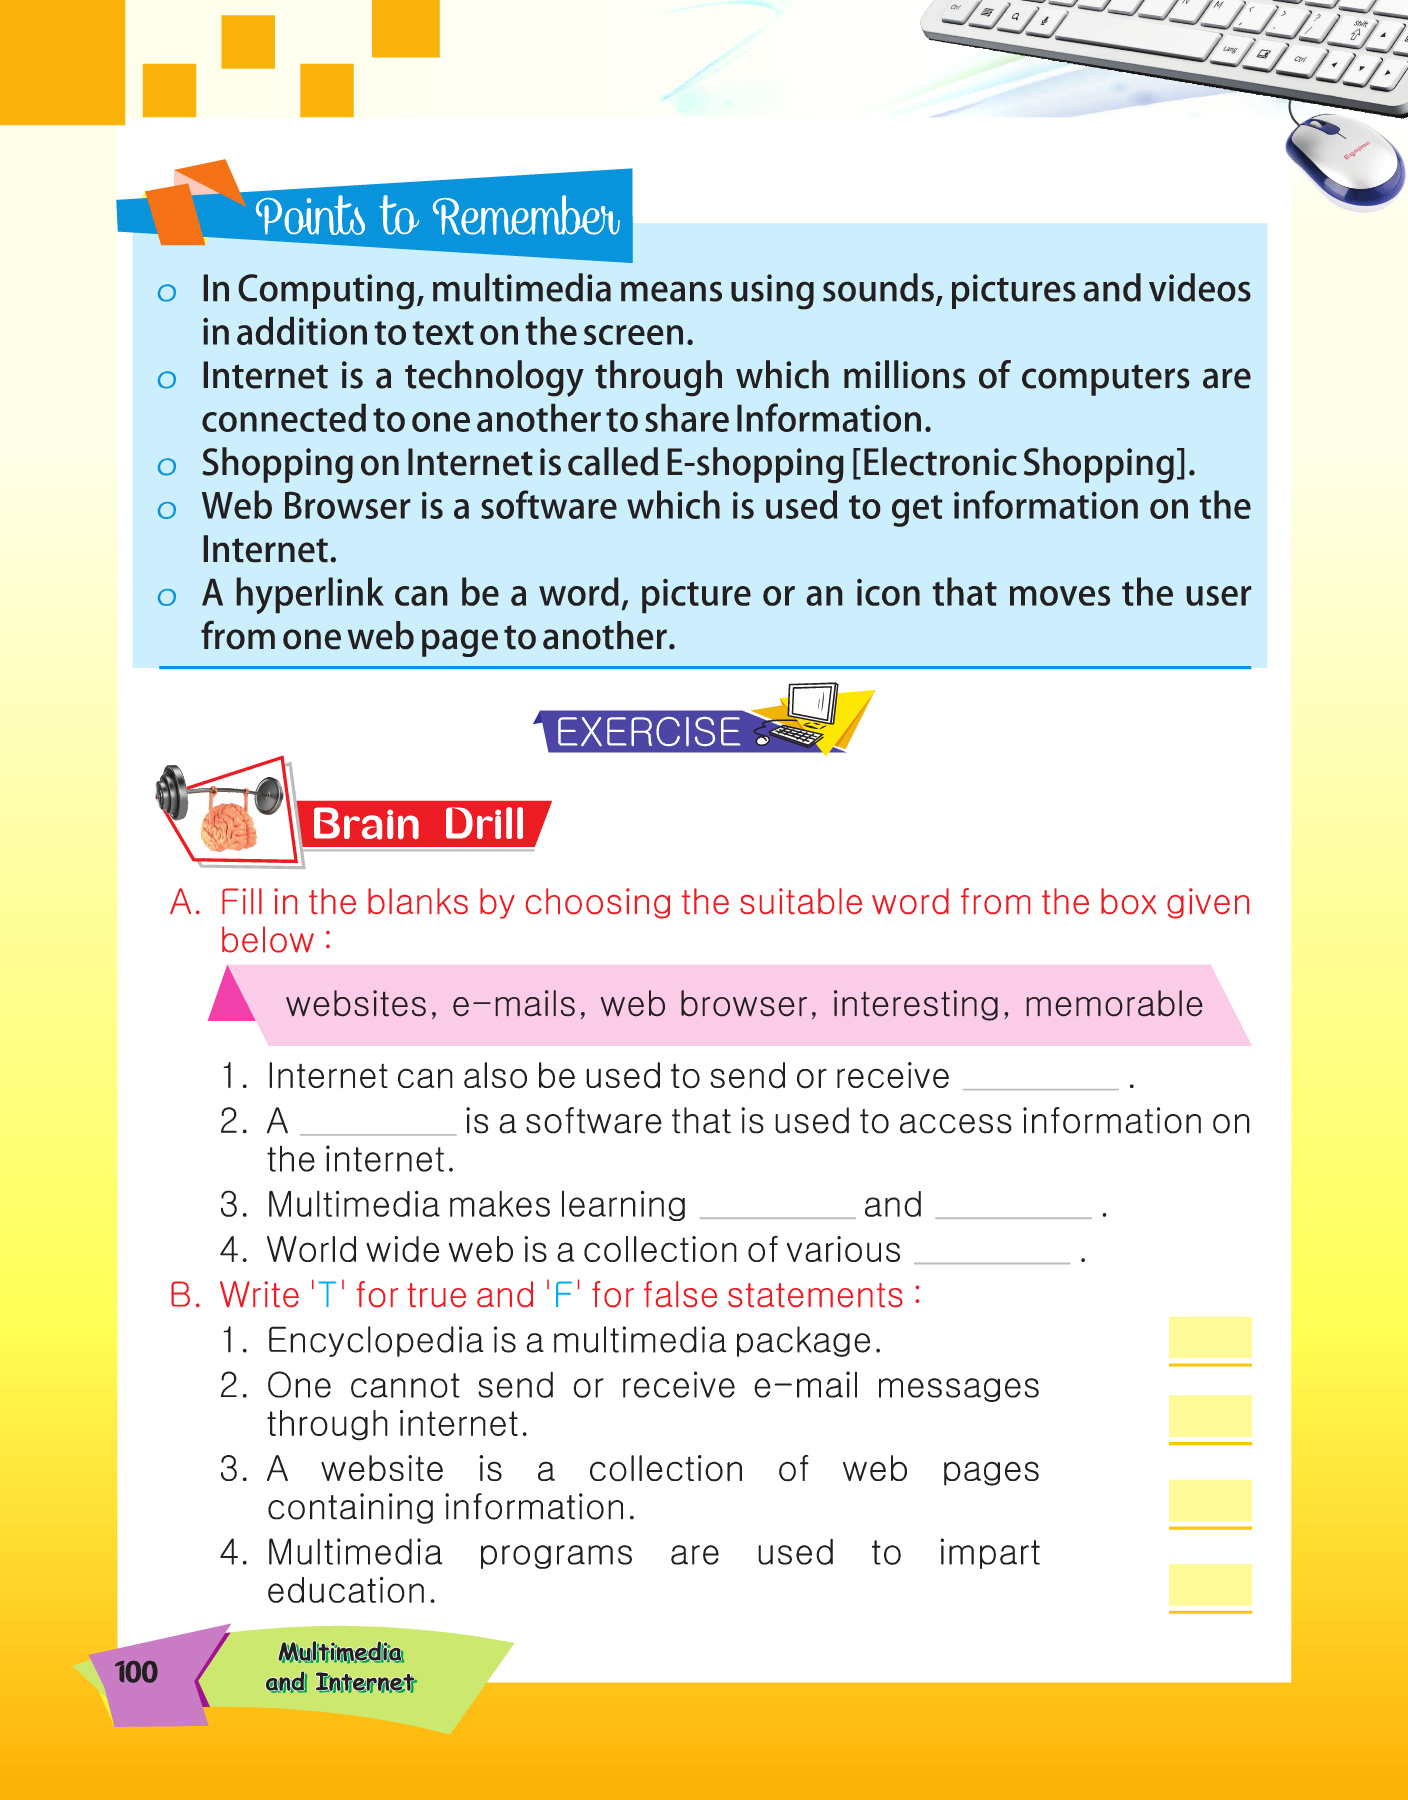 Points to Remember
o In Computing, multimedia means using sounds, pictures and videos
in addition to text on the screen.
o Internet is a technology through which millions of computers are
connected to one another to share Information.
o Shopping on Internet is called E-shopping [Electronic Shopping].
o Web Browser is a software which is used to get information on the
Internet.
o A hyperlink can be a word, picture or an icon that moves the user
from one web page to another.
EXERCISE
Brain Drill
A. Fill in the blanks by choosing the suitable word from the box given
below :
websites, e-mails, web browser, interesting, memorable
1. Internet can also be used to send or receive __________ .
2. A __________ is a software that is used to access information on
the internet.
3. Multimedia makes learning __________ and __________ .
4. World wide web is a collection of various __________ .
B. Write 'T' for true and 'F' for false statements :
1. Encyclopedia is a multimedia package.
2. One cannot send or receive e-mail messages
through internet.
3. A website is a collection of web pages
containing information.
4. Multimedia programs are used to impart
education.
100
Multimedia
and Internet